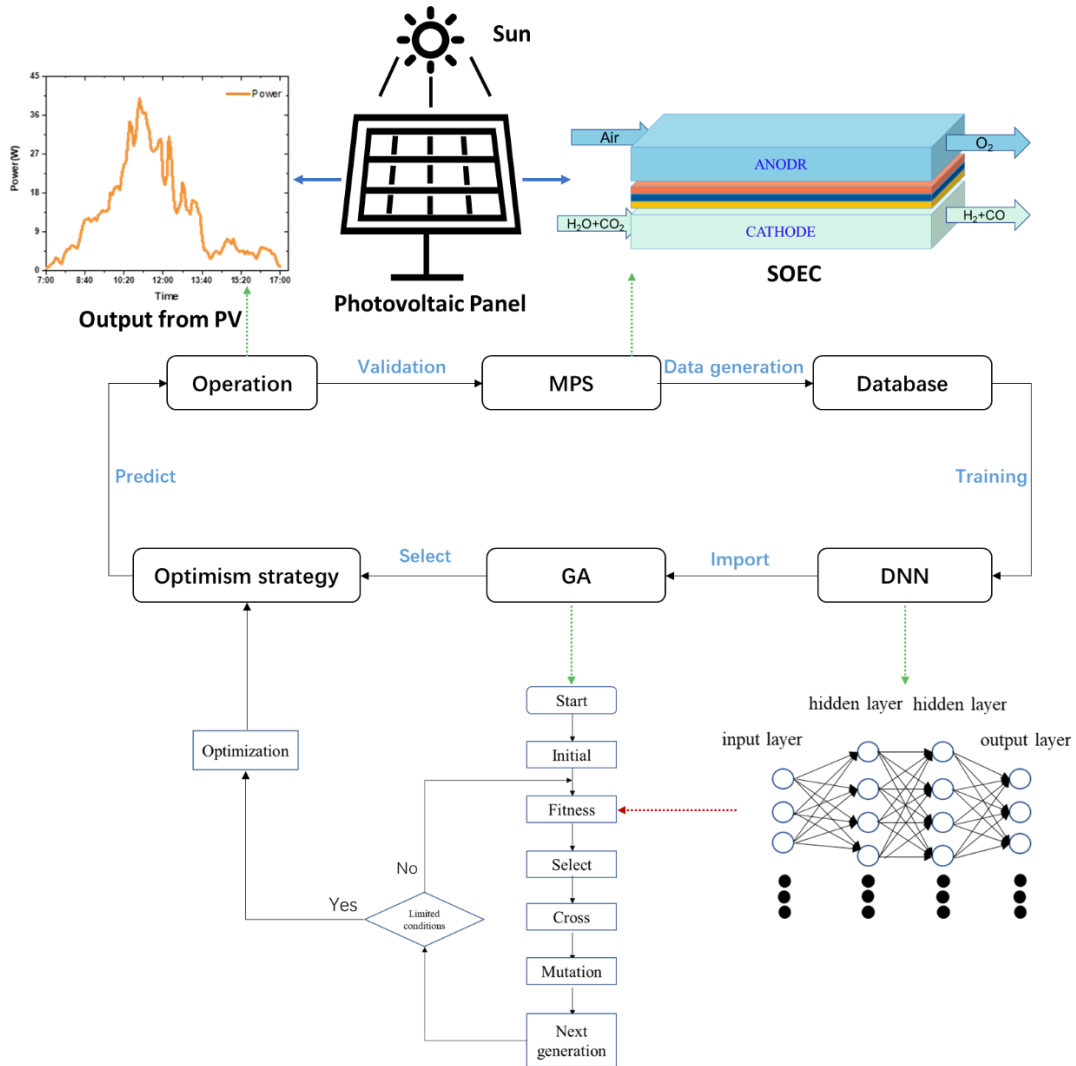 Sun
45
36
27
18
9
0
Power(W)
Power
7:00 8:40 10:20 12:00 13:40 15:20 17:00
Time
Output from PV
Photovoltaic Panel
Air
ANODR
O₂
H₂O+CO₂
CATHODE
H₂+CO
SOEC
Operation
Validation
MPS
Data generation
Database
Predict
Training
Optimism strategy
Select
GA
Import
DNN
Start
Initial
Fitness
Select
Cross
Mutation
Next
generation
Limited
conditions
No
Yes
Optimization
hidden layer hidden layer
input layer
output layer